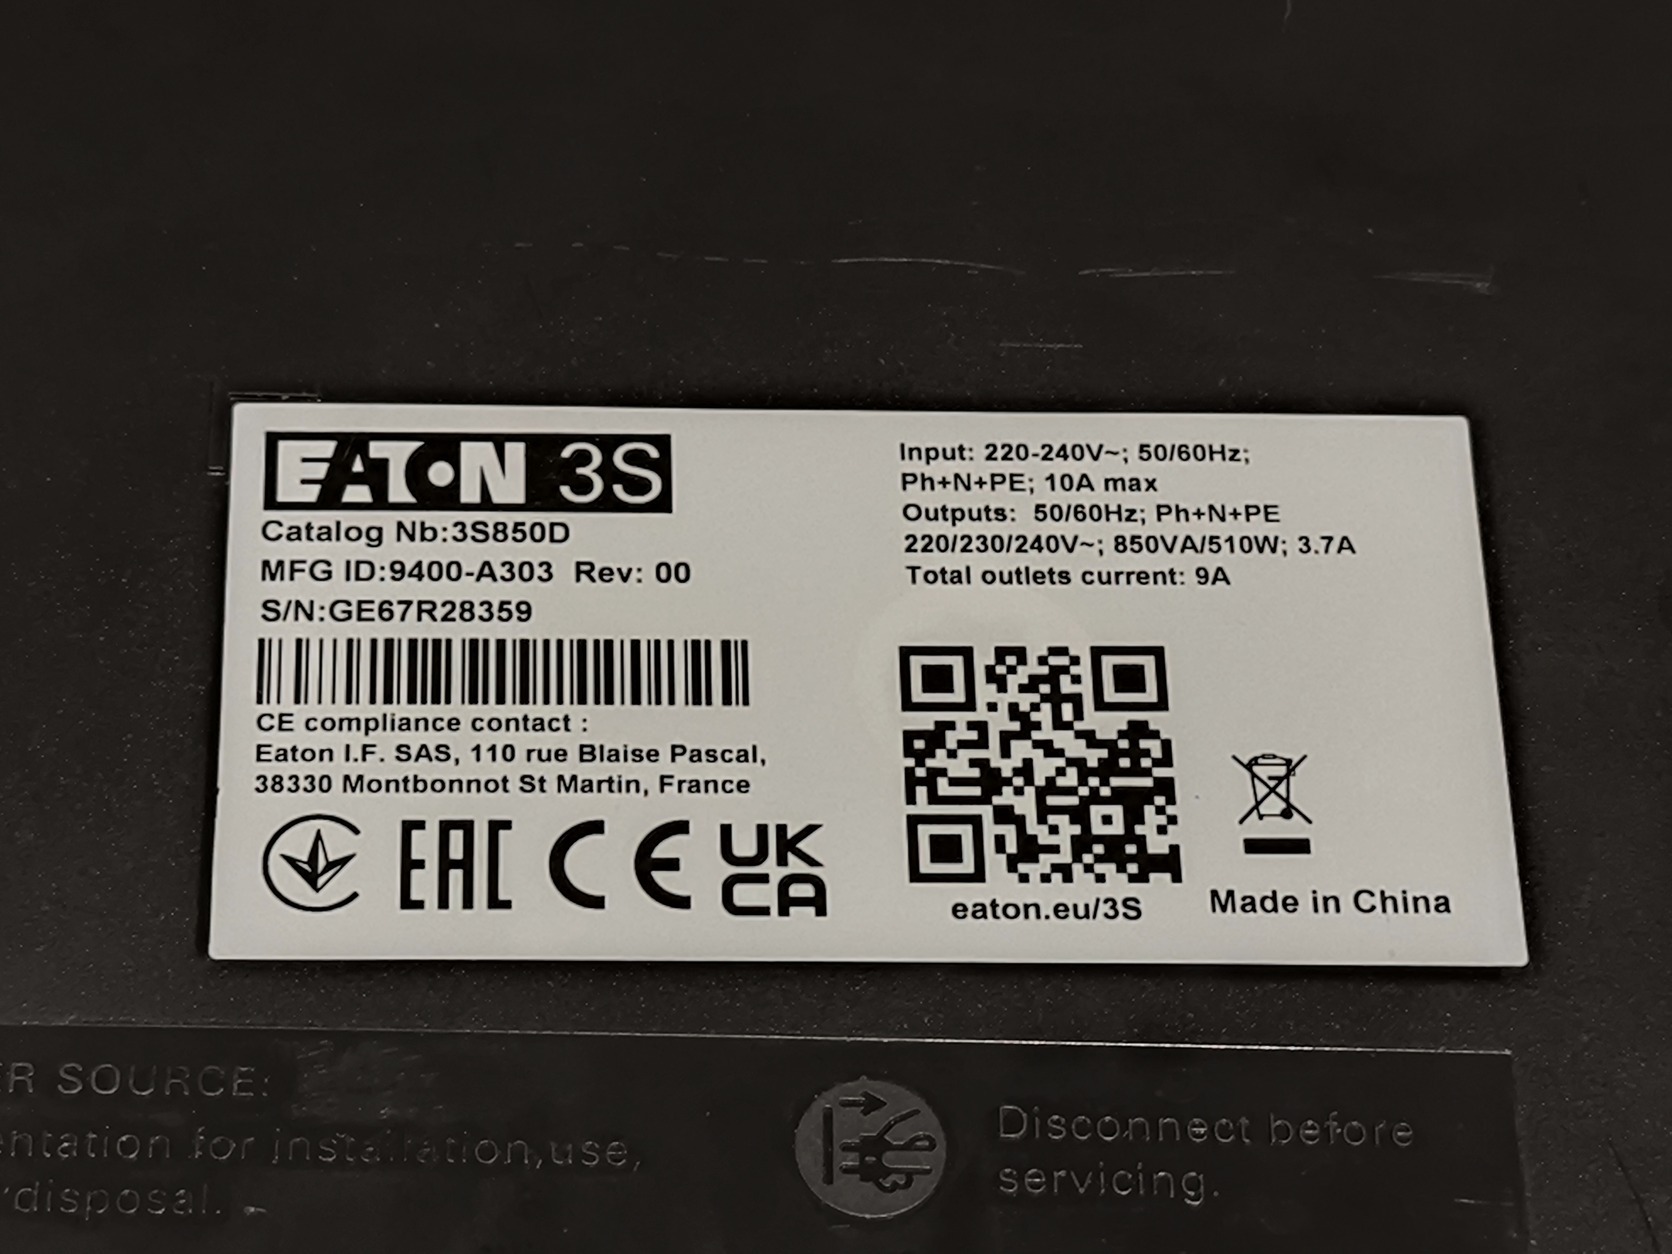 EATON 3S
Catalog Nb:3S850D
MFG ID:9400-A303 Rev: 00
S/N:GE67R28359
CE compliance contact :
Eaton I.F. SAS, 110 rue Blaise Pascal,
38330 Montbonnot St Martin, France
EAC CE UK
CA
Input: 220-240V~; 50/60Hz;
Ph+N+PE; 10A max
Outputs: 50/60Hz; Ph+N+PE
220/230/240V~; 850VA/510W; 3.7A
Total outlets current: 9A
eaton.eu/3S
Made in China
SOURCE:
for installation,use,
disposal.
Disconnect before
servicing.